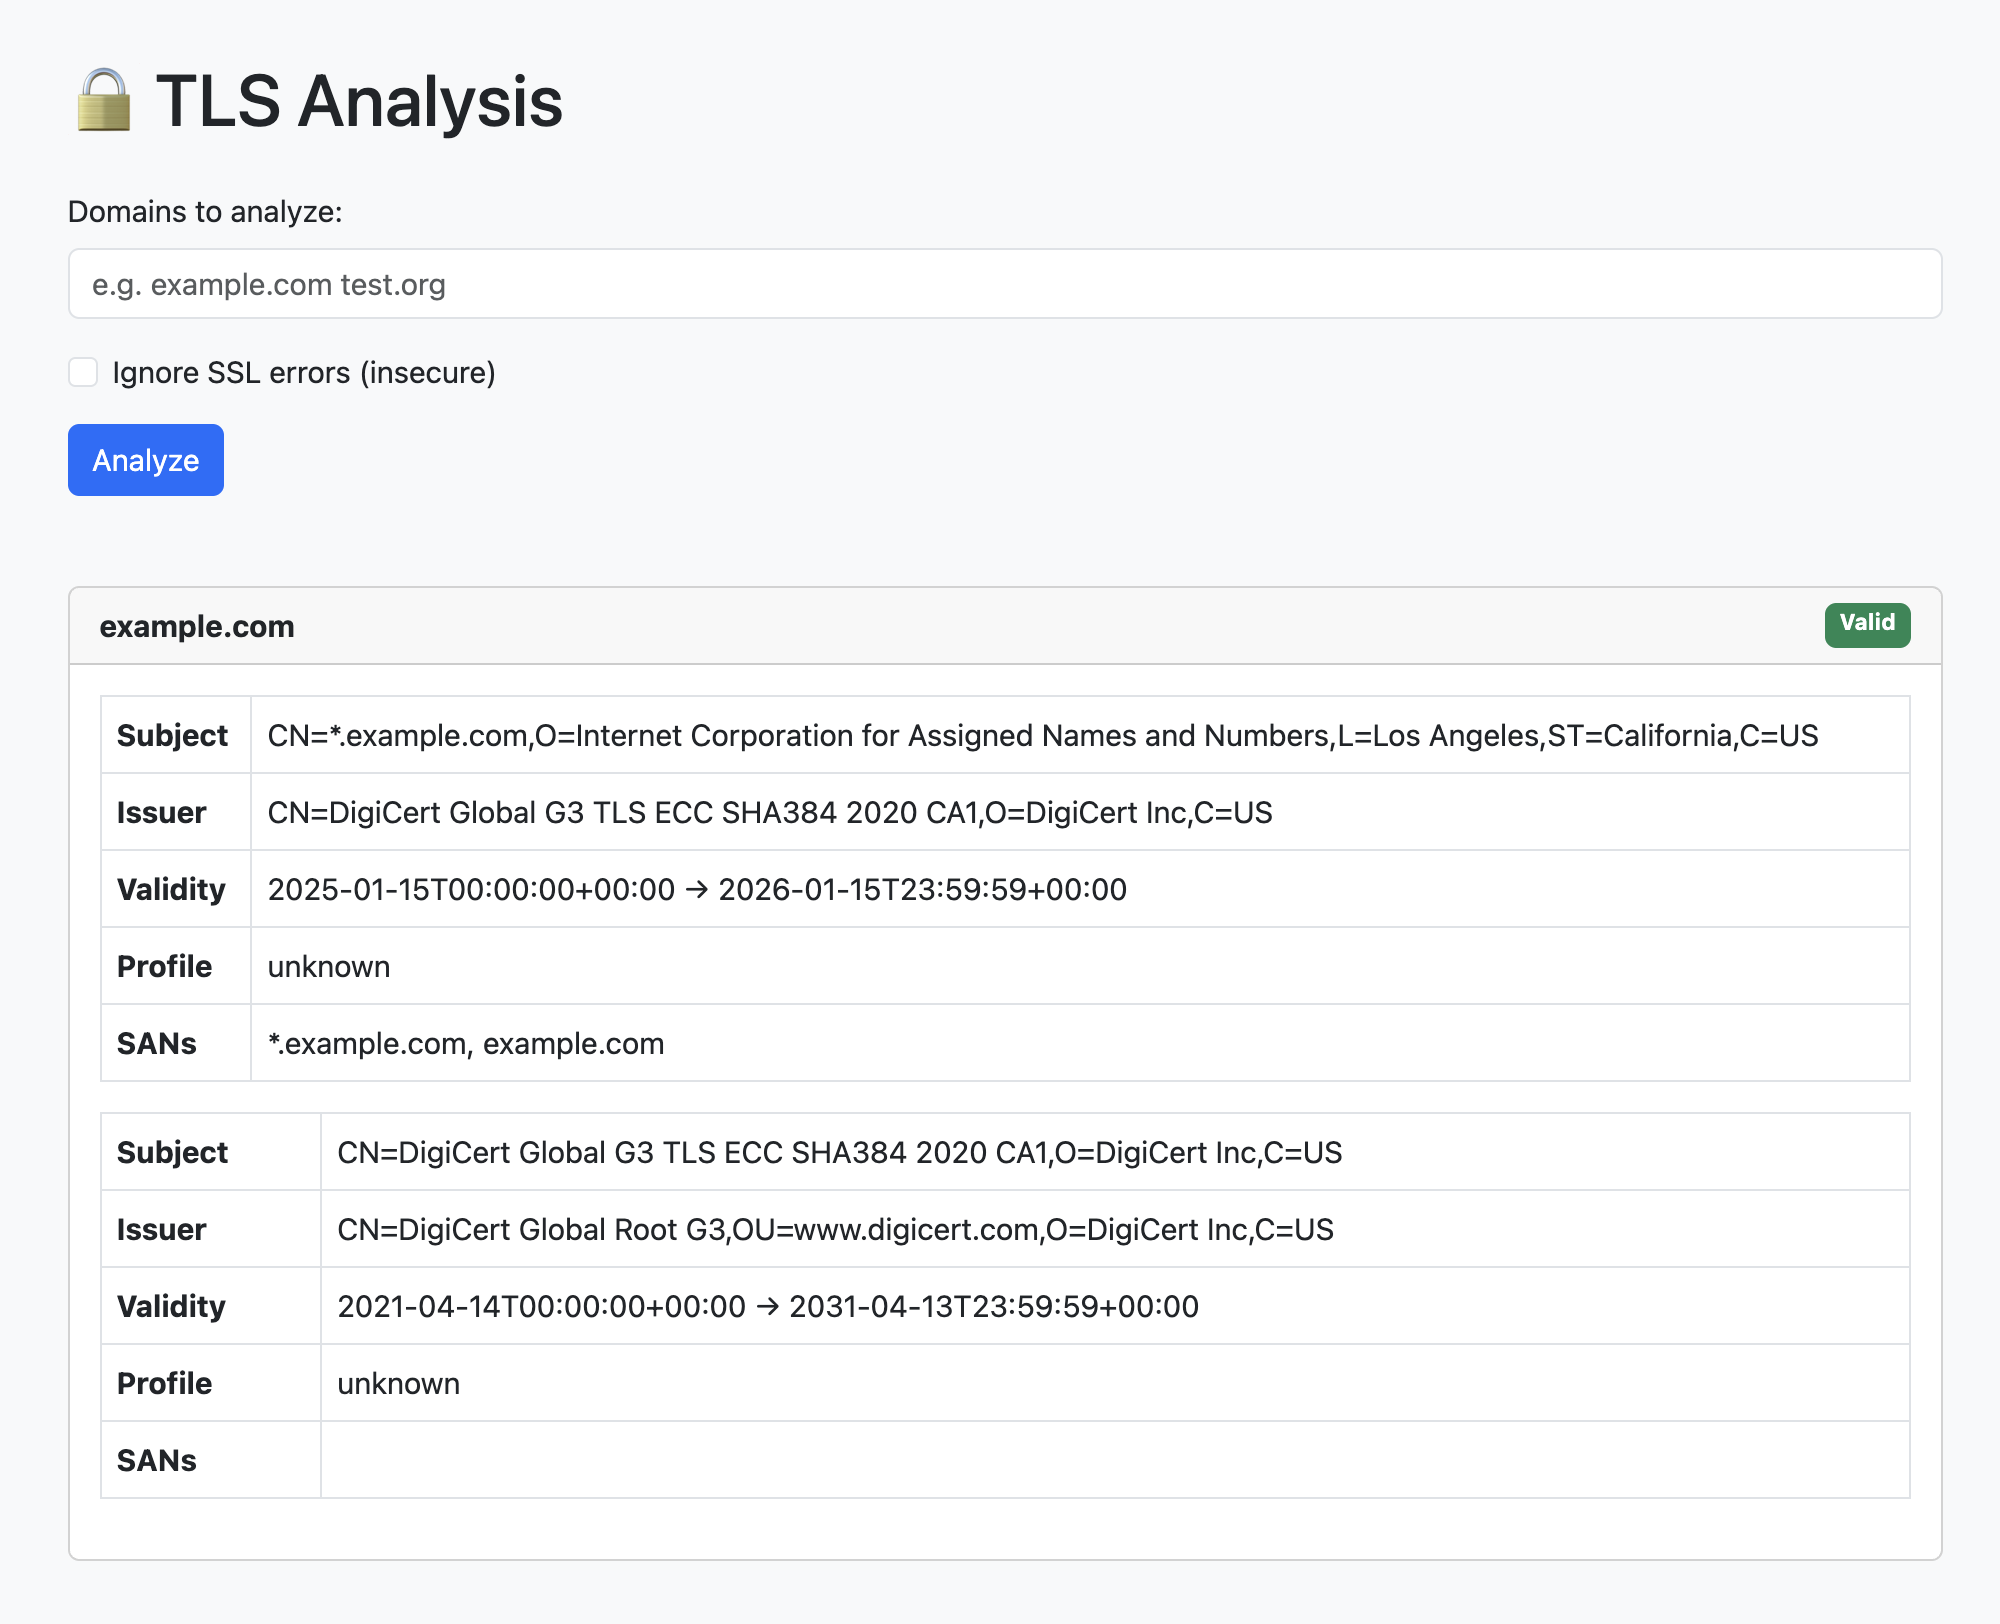 TLS Analysis
Domains to analyze:
e.g. example.com test.org
Ignore SSL errors (insecure)
Analyze
example.com Valid
Subject CN=*.example.com,O=Internet Corporation for Assigned Names and Numbers,L=Los Angeles,ST=California,C=US
Issuer CN=DigiCert Global G3 TLS ECC SHA384 2020 CA1,O=DigiCert Inc,C=US
Validity 2025-01-15T00:00:00+00:00 → 2026-01-15T23:59:59+00:00
Profile unknown
SANs *.example.com, example.com
Subject CN=DigiCert Global G3 TLS ECC SHA384 2020 CA1,O=DigiCert Inc,C=US
Issuer CN=DigiCert Global Root G3,OU=www.digicert.com,O=DigiCert Inc,C=US
Validity 2021-04-14T00:00:00+00:00 → 2031-04-13T23:59:59+00:00
Profile unknown
SANs